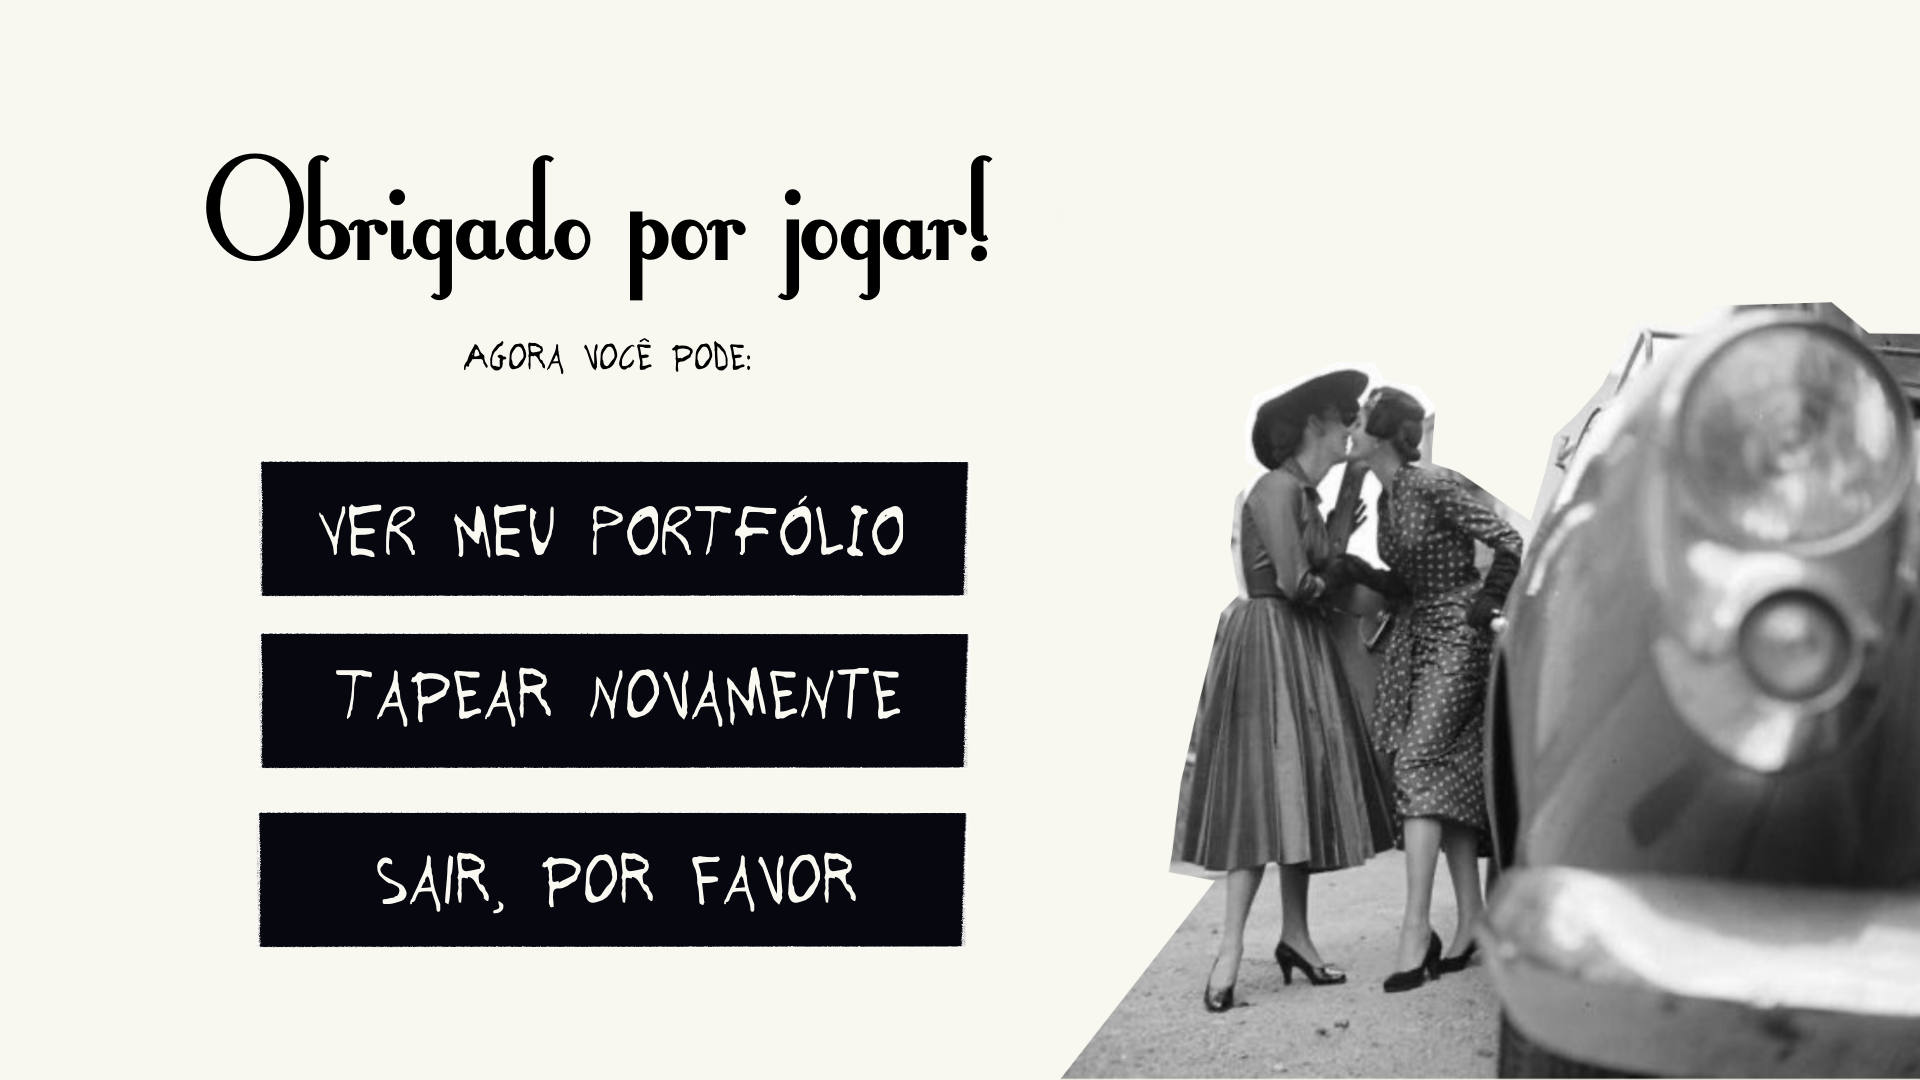 Obrigado por jogar!
AGORA VOCÊ PODE:
VER MEU PORTFÓLIO
TAPEAR NOVAMENTE
SAIR, POR FAVOR